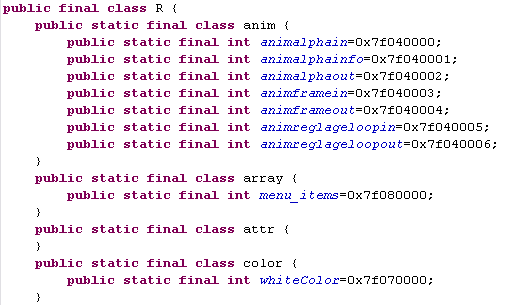 public final class R {
    public static final class anim {
        public static final int animalphain=0x7f040000;
        public static final int animalphainfo=0x7f040001;
        public static final int animalphaout=0x7f040002;
        public static final int animframein=0x7f040003;
        public static final int animframeout=0x7f040004;
        public static final int animreglageloopin=0x7f040005;
        public static final int animreglageloopout=0x7f040006;
    }
    public static final class array {
        public static final int menu_items=0x7f080000;
    }
    public static final class attr {
    }
    public static final class color {
        public static final int whiteColor=0x7f070000;
    }